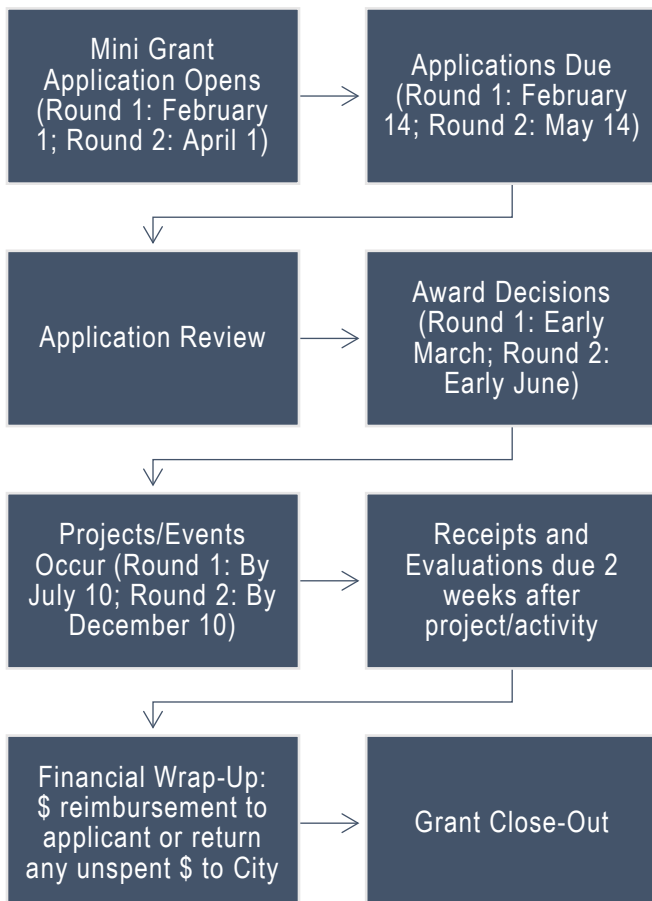 Mini Grant
Application Opens
(Round 1: February
1; Round 2: April 1)
Applications Due
(Round 1: February
14; Round 2: May 14)
Application Review
Award Decisions
(Round 1: Early
March; Round 2:
Early June)
Projects/Events
Occur (Round 1: By
July 10; Round 2: By
December 10)
Receipts and
Evaluations due 2
weeks after
project/activity
Financial Wrap-Up:
$ reimbursement to
applicant or return
any unspent $ to City
Grant Close-Out